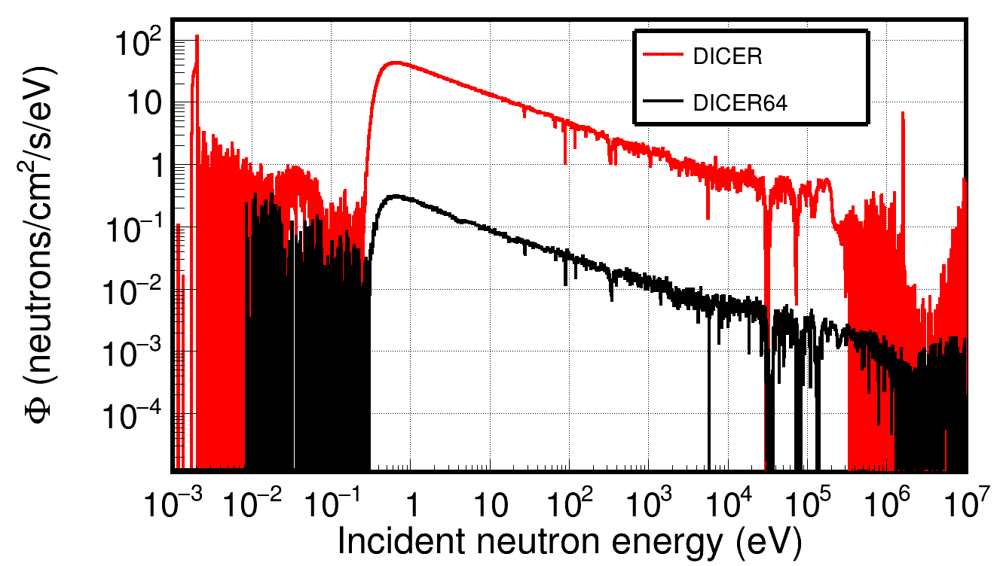 Φ (neutrons/cm²/s/eV)
10²
10
1
10⁻¹
10⁻²
10⁻³
10⁻⁴
DICER
DICER64
10⁻³ 10⁻² 10⁻¹ 1 10 10² 10³ 10⁴ 10⁵ 10⁶ 10⁷
Incident neutron energy (eV)